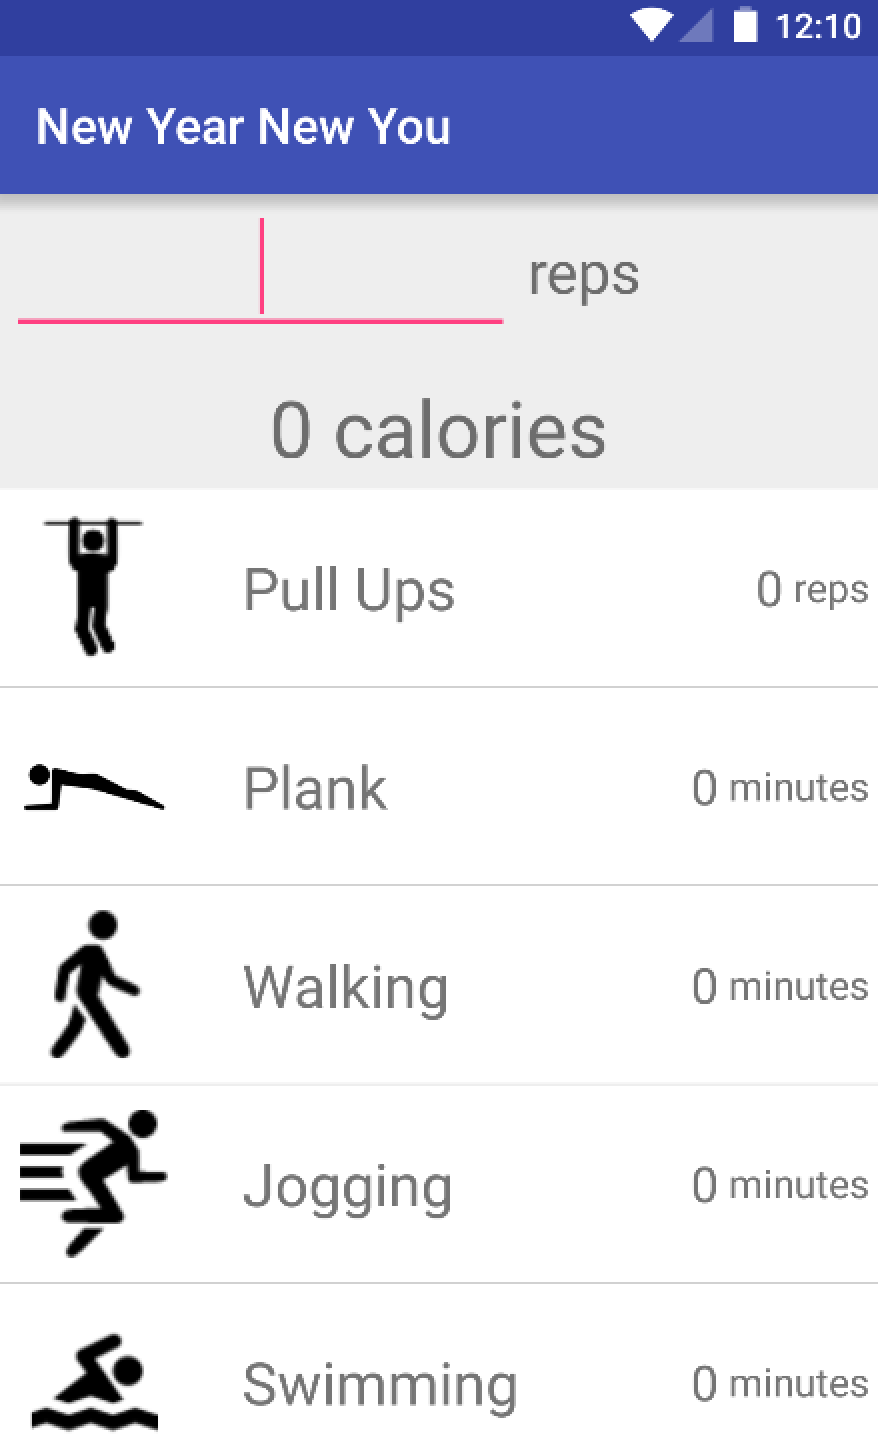 12:10
New Year New You
reps
0 calories
Pull Ups 0 reps
Plank 0 minutes
Walking 0 minutes
Jogging 0 minutes
Swimming 0 minutes